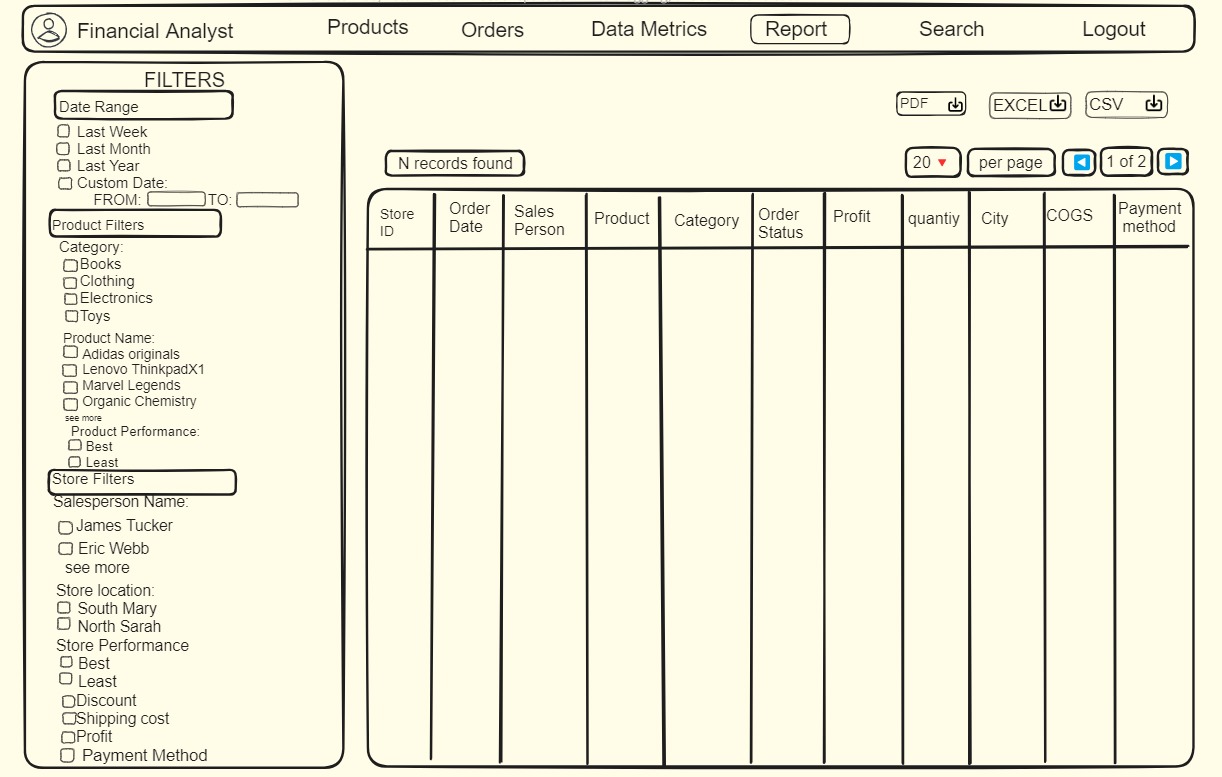 Financial Analyst Products Orders Data Metrics Report Search Logout
FILTERS
Date Range
Last Week
Last Month
Last Year
Custom Date:
FROM: TO:
Product Filters
Category:
Books
Clothing
Electronics
Toys
Product Name:
Adidas originals
Lenovo ThinkpadX1
Marvel Legends
Organic Chemistry
see more
Product Performance:
Best
Least
Store Filters
Salesperson Name:
James Tucker
Eric Webb
see more
Store location:
South Mary
North Sarah
Store Performance
Best
Least
Discount
Shipping cost
Profit
Payment Method
PDF EXCEL CSV
N records found 20 per page 1 of 2
Store ID
Order Date
Sales Person
Product
Category
Order Status
Profit
quantiy
City
COGS
Payment method